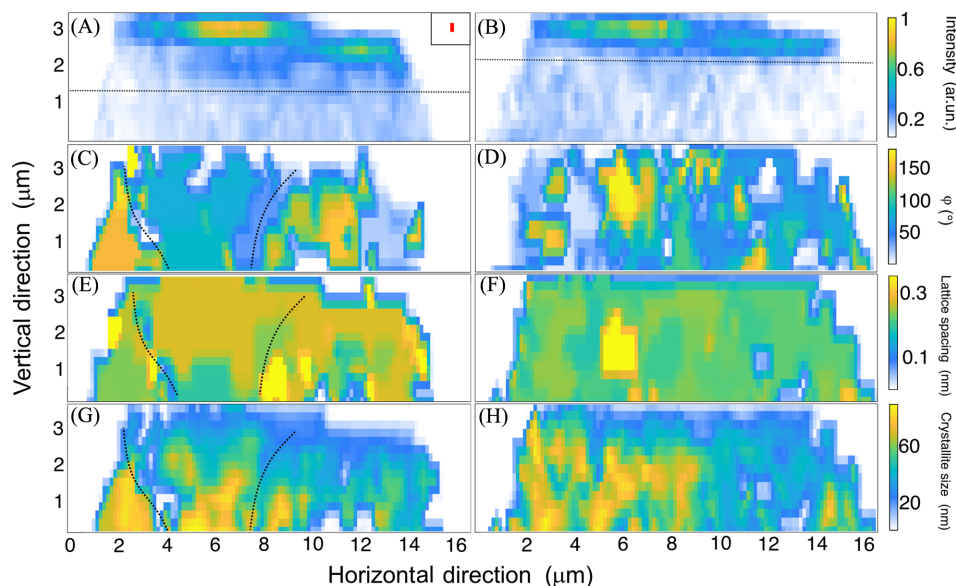 (A) (B)
3
2
1
1
0.6
0.2
Intensity (ar.un.)
(C) (D)
3
2
1
150
100
50
φ (°)
(E) (F)
3
2
1
0.3
0.1
Lattice spacing (nm)
(G) (H)
3
2
1
60
20
Crystallite size (nm)
Vertical direction (μm)
0 2 4 6 8 10 12 14 16 2 4 6 8 10 12 14 16
Horizontal direction (μm)